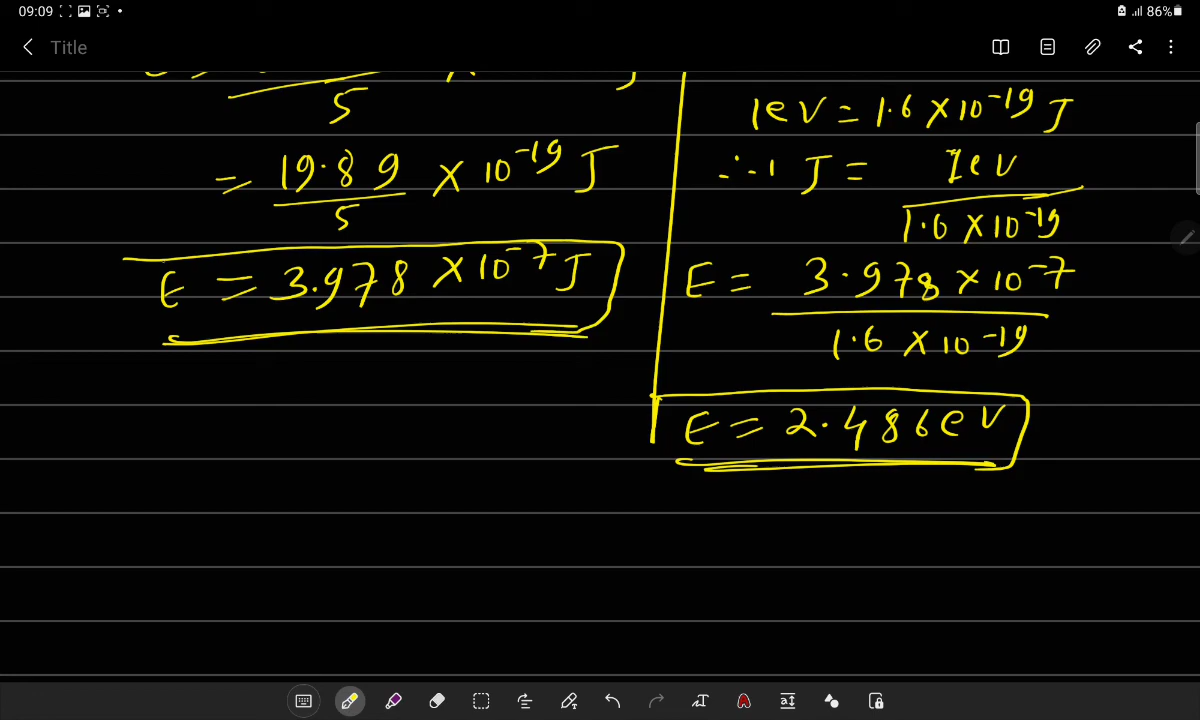 09:09 86%
Title
5
= 19.89/5 × 10⁻¹⁹ J
E = 3.978 × 10⁻⁷ J
1eV = 1.6 × 10⁻¹⁹ J
∴ 1 J = 1eV/1.6 × 10⁻¹⁹
E = 3.978 × 10⁻⁷/1.6 × 10⁻¹⁹
E = 2.486eV